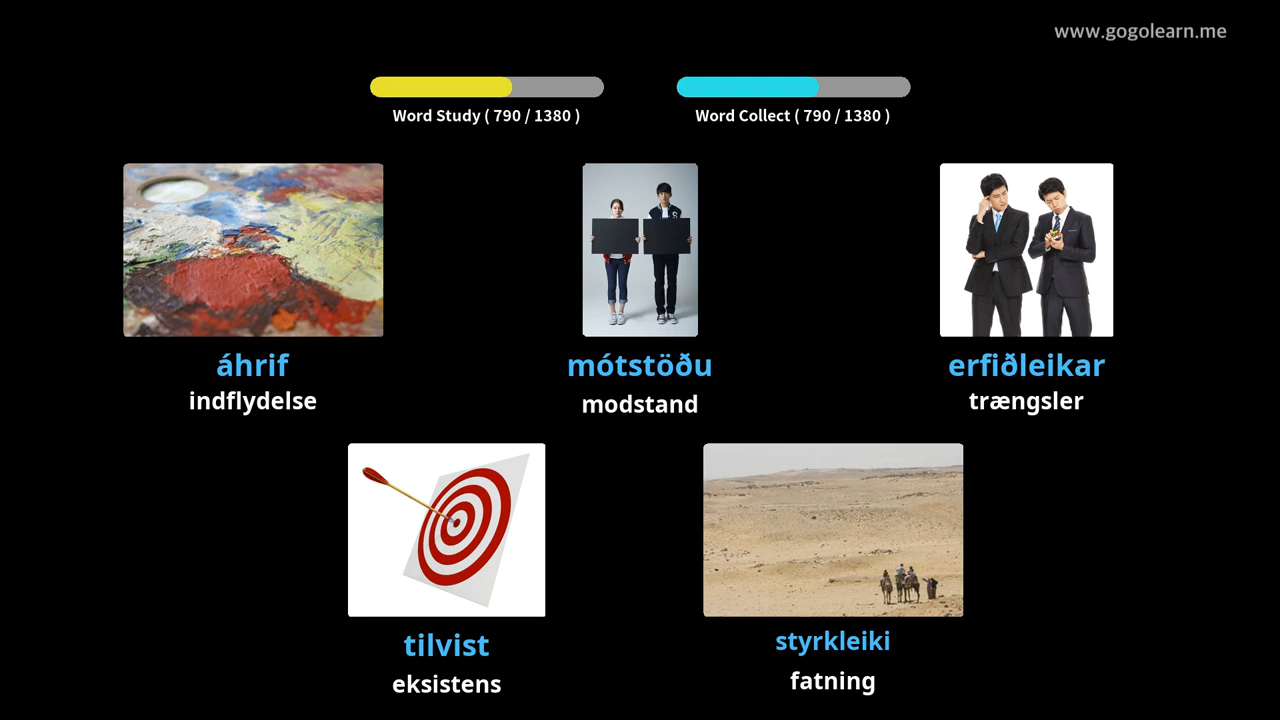 www.gogolearn.me
Word Study ( 790 / 1380 )
Word Collect ( 790 / 1380 )
áhrif
indflydelse
mótstöðu
modstand
erfiðleikar
trængsler
tilvist
eksistens
styrkleiki
fatning